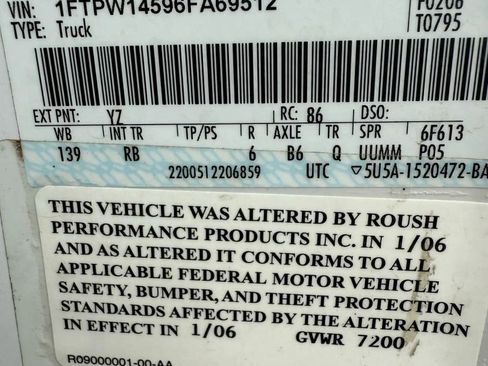 VIN: 1FTPW14596FA69512
TYPE: Truck
F0206
T0795
EXT PNT: YZ RC: 86 DSO:
WB INT TR TP/PS R AXLE TR SPR 6F613
139 RB 6 B6 Q UUMM P05
2200512206859 UTC ▽5U5A-1520472-BA
THIS VEHICLE WAS ALTERED BY ROUSH
PERFORMANCE PRODUCTS INC. IN 1/06
AND AS ALTERED IT CONFORMS TO ALL
APPLICABLE FEDERAL MOTOR VEHICLE
SAFETY, BUMPER, AND THEFT PROTECTION
STANDARDS AFFECTED BY THE ALTERATION
IN EFFECT IN 1/06 GVWR 7200
R09000001-00-AA